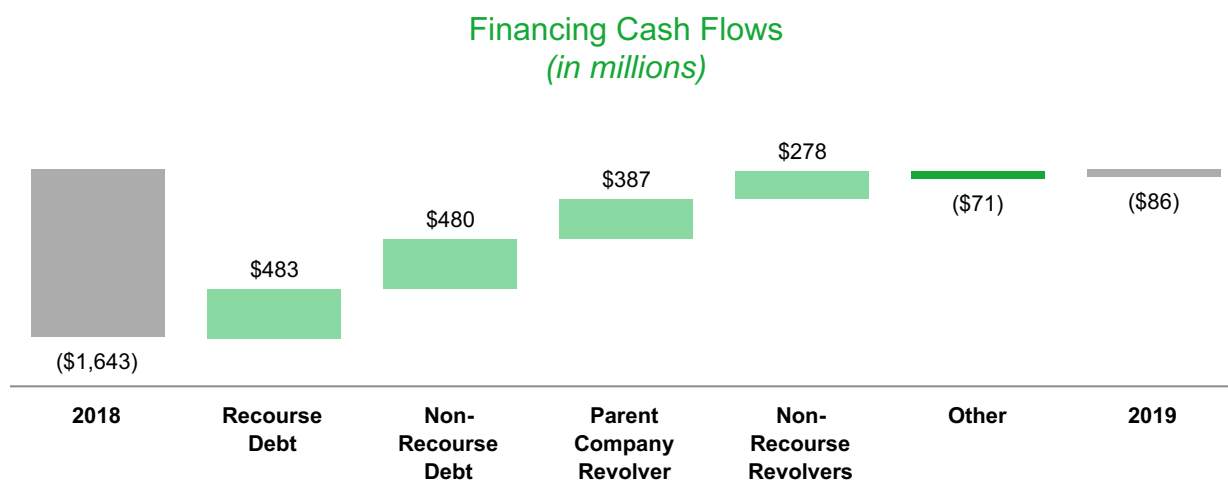 Financing Cash Flows
(in millions)
$278
$387
$480
$483
($71)
($86)
($1,643)
2018
Recourse
Debt
Non-
Recourse
Debt
Parent
Company
Revolver
Non-
Recourse
Revolvers
Other
2019